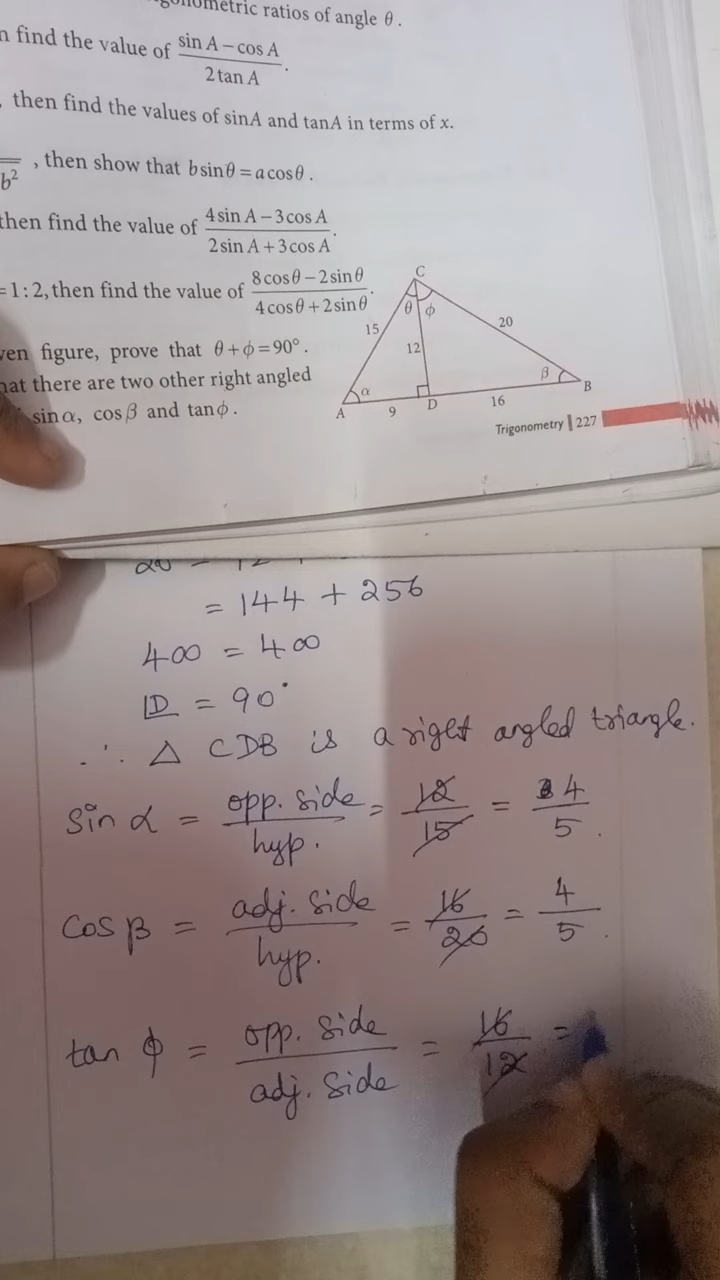 ometric ratios of angle θ.
find the value of (sin A − cos A)/(2 tan A).
, then find the values of sinA and tanA in terms of x.
b², then show that b sinθ = a cosθ.
then find the value of (4 sin A − 3 cos A)/(2 sin A + 3 cos A).
= 1 : 2, then find the value of (8 cosθ − 2 sinθ)/(4 cosθ + 2 sinθ).
figure, prove that θ + ϕ = 90°.
there are two other right angled
sin α, cos β and tan ϕ.
C
θ ϕ
15 20
12
α β
A 9 D 16 B
Trigonometry | 227
= 144 + 256
400 = 400
∠D = 90°
∴ Δ CDB is a right angled triangle.
sin α = opp. side/hyp. = 12/15 = 4/5.
cos β = adj. side/hyp. = 16/20 = 4/5.
tan ϕ = opp. side/adj. side = 16/12 =